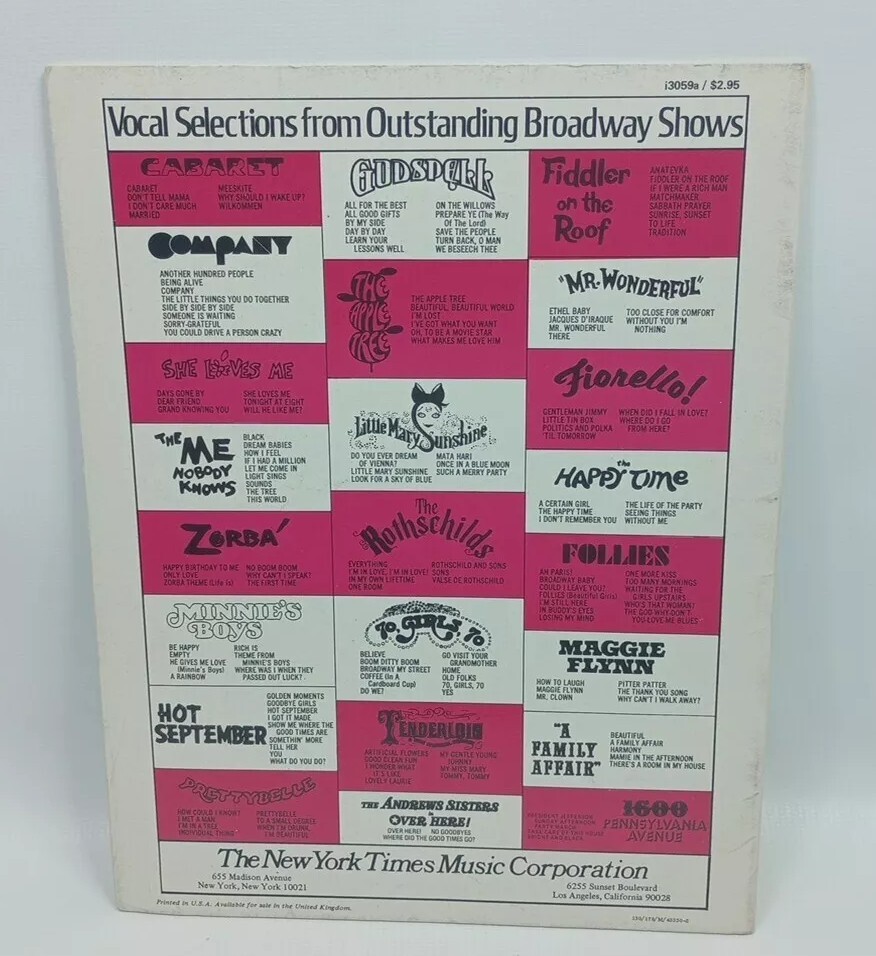 i3059a / $2.95
Vocal Selections from Outstanding Broadway Shows
CABARET
CABARET
DON'T TELL MAMA
I DON'T CARE MUCH
MARRIED
MEESKITE
WHY SHOULD I WAKE UP?
WILKOMMEN
COMPANY
ANOTHER HUNDRED PEOPLE
BEING ALIVE
COMPANY
THE LITTLE THINGS YOU DO TOGETHER
SIDE BY SIDE BY SIDE
SOMEONE IS WAITING
SORRY-GRATEFUL
YOU COULD DRIVE A PERSON CRAZY
SHE LOVES ME
DAYS GONE BY
DEAR FRIEND
GRAND KNOWING YOU
SHE LOVES ME
TONIGHT AT EIGHT
WILL HE LIKE ME?
THE ME
NOBODY
KNOWS
BLACK
DREAM BABIES
HOW I FEEL
IF I HAD A MILLION
LET ME COME IN
LIGHT SINGS
SOUNDS
THE TREE
THIS WORLD
ZORBÁ
HAPPY BIRTHDAY TO ME
ONLY LOVE
ZORBA THEME (Life Is)
NO BOOM BOOM
WHY CAN'T I SPEAK?
THE FIRST TIME
MINNIE'S
BOYS
BE HAPPY
EMPTY
HE GIVES ME LOVE
(Minnie's Boys)
A RAINBOW
RICH IS
THEME FROM
MINNIE'S BOYS
WHERE WAS I WHEN THEY
PASSED OUT LUCK?
HOT
SEPTEMBER
GOLDEN MOMENTS
GOODBYE GIRLS
HOT SEPTEMBER
I GOT IT MADE
SHOW ME WHERE THE
GOOD TIMES ARE
SOMETHIN' MORE
TELL HER
YOU
WHAT DO YOU DO?
PRETTYBELLE
HOW COULD I KNOW?
I MET A MAN
I'M IN A TREE
INDIVIDUAL THING
PRETTYBELLE
TO A SMALL DEGREE
WHEN I'M DRUNK,
I'M BEAUTIFUL
GODSPELL
ALL FOR THE BEST
ALL GOOD GIFTS
BY MY SIDE
DAY BY DAY
LEARN YOUR
LESSONS WELL
ON THE WILLOWS
PREPARE YE (The Way
Of The Lord)
SAVE THE PEOPLE
TURN BACK, O MAN
WE BESEECH THEE
THE
APPLE
TREE
THE APPLE TREE
BEAUTIFUL, BEAUTIFUL WORLD
I'M LOST
I'VE GOT WHAT YOU WANT
OH, TO BE A MOVIE STAR
WHAT MAKES ME LOVE HIM
Little Mary Sunshine
DO YOU EVER DREAM
OF VIENNA?
LITTLE MARY SUNSHINE
LOOK FOR A SKY OF BLUE
MATA HARI
ONCE IN A BLUE MOON
SUCH A MERRY PARTY
The
Rothschilds
EVERYTHING
I'M IN LOVE, I'M IN LOVE!
IN MY OWN LIFETIME
ONE ROOM
ROTHSCHILD AND SONS
SONS
VALSE DE ROTHSCHILD
70, GIRLS, 70
BELIEVE
BOOM DITTY BOOM
BROADWAY MY STREET
COFFEE (In A
Cardboard Cup)
DO WE?
GO VISIT YOUR
GRANDMOTHER
HOME
OLD FOLKS
70, GIRLS, 70
YES
TENDERLOIN
ARTIFICIAL FLOWERS
GOOD CLEAN FUN
I WONDER WHAT
IT'S LIKE
LOVELY LAURIE
MY GENTLE YOUNG
JOHNNY
MY MISS MARY
TOMMY, TOMMY
THE ANDREWS SISTERS
IN
OVER HERE!
OVER HERE! NO GOODBYES
WHERE DID THE GOOD TIMES GO?
Fiddler
on the
Roof
ANATEVKA
FIDDLER ON THE ROOF
IF I WERE A RICH MAN
MATCHMAKER
SABBATH PRAYER
SUNRISE, SUNSET
TO LIFE
TRADITION
"MR. WONDERFUL"
ETHEL BABY
JACQUES D'IRAQUE
MR. WONDERFUL
THERE
TOO CLOSE FOR COMFORT
WITHOUT YOU I'M
NOTHING
Fiorello!
GENTLEMAN JIMMY
LITTLE TIN BOX
POLITICS AND POLKA
'TIL TOMORROW
WHEN DID I FALL IN LOVE?
WHERE DO I GO
FROM HERE?
the
HAPPY TIME
A CERTAIN GIRL
THE HAPPY TIME
I DON'T REMEMBER YOU
THE LIFE OF THE PARTY
SEEING THINGS
WITHOUT ME
FOLLIES
AH PARIS!
BROADWAY BABY
COULD I LEAVE YOU?
FOLLIES (Beautiful Girls)
I'M STILL HERE
IN BUDDY'S EYES
LOSING MY MIND
ONE MORE KISS
TOO MANY MORNINGS
WAITING FOR THE
GIRLS UPSTAIRS
WHO'S THAT WOMAN?
THE GOD-WHY-DON'T-
YOU-LOVE-ME BLUES
MAGGIE
FLYNN
HOW TO LAUGH
MAGGIE FLYNN
MR. CLOWN
PITTER PATTER
THE THANK YOU SONG
WHY CAN'T I WALK AWAY?
"A
FAMILY
AFFAIR"
BEAUTIFUL
A FAMILY AFFAIR
HARMONY
MAMIE IN THE AFTERNOON
THERE'S A ROOM IN MY HOUSE
1600
PENNSYLVANIA
AVENUE
PRESIDENT JEFFERSON
SUNDAY AFTERNOON
PARTY MARCH
TAKE CARE OF THIS HOUSE
The New York Times Music Corporation
655 Madison Avenue
New York, New York 10021
6255 Sunset Boulevard
Los Angeles, California 90028
Printed in U.S.A. Available for sale in the United Kingdom.